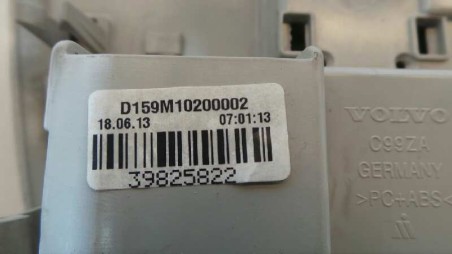 D159M10200002
18.06.13 07:01:13
39825822
VOLVO
C99ZA
GERMANY
>PC+ABS<